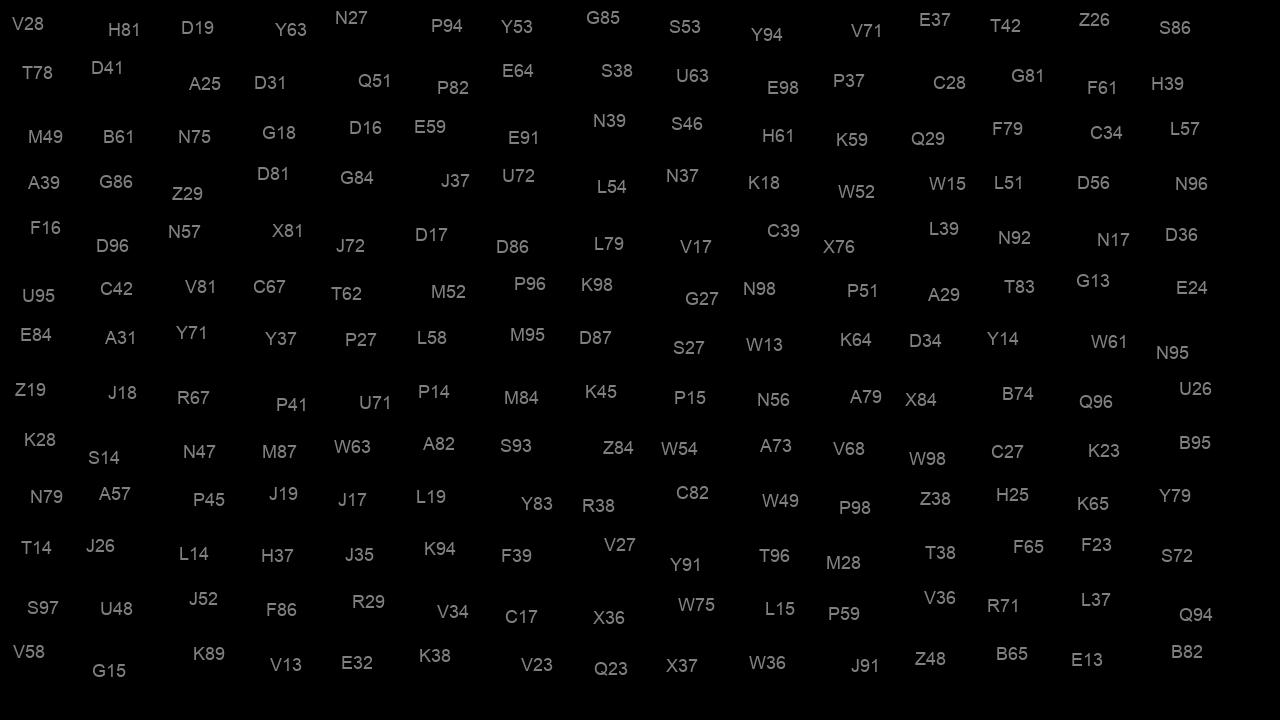 V28 H81 D19 Y63 N27 P94 Y53 G85 S53 Y94 V71 E37 T42 Z26 S86
T78 D41 A25 D31 Q51 P82 E64 S38 U63 E98 P37 C28 G81 F61 H39
M49 B61 N75 G18 D16 E59 E91 N39 S46 H61 K59 Q29 F79 C34 L57
A39 G86 Z29 D81 G84 J37 U72 L54 N37 K18 W52 W15 L51 D56 N96
F16 D96 N57 X81 J72 D17 D86 L79 V17 C39 X76 L39 N92 N17 D36
U95 C42 V81 C67 T62 M52 P96 K98 G27 N98 P51 A29 T83 G13 E24
E84 A31 Y71 Y37 P27 L58 M95 D87 S27 W13 K64 D34 Y14 W61 N95
Z19 J18 R67 P41 U71 P14 M84 K45 P15 N56 A79 X84 B74 Q96 U26
K28 S14 N47 M87 W63 A82 S93 Z84 W54 A73 V68 W98 C27 K23 B95
N79 A57 P45 J19 J17 L19 Y83 R38 C82 W49 P98 Z38 H25 K65 Y79
T14 J26 L14 H37 J35 K94 F39 V27 Y91 T96 M28 T38 F65 F23 S72
S97 U48 J52 F86 R29 V34 C17 X36 W75 L15 P59 V36 R71 L37 Q94
V58 G15 K89 V13 E32 K38 V23 Q23 X37 W36 J91 Z48 B65 E13 B82